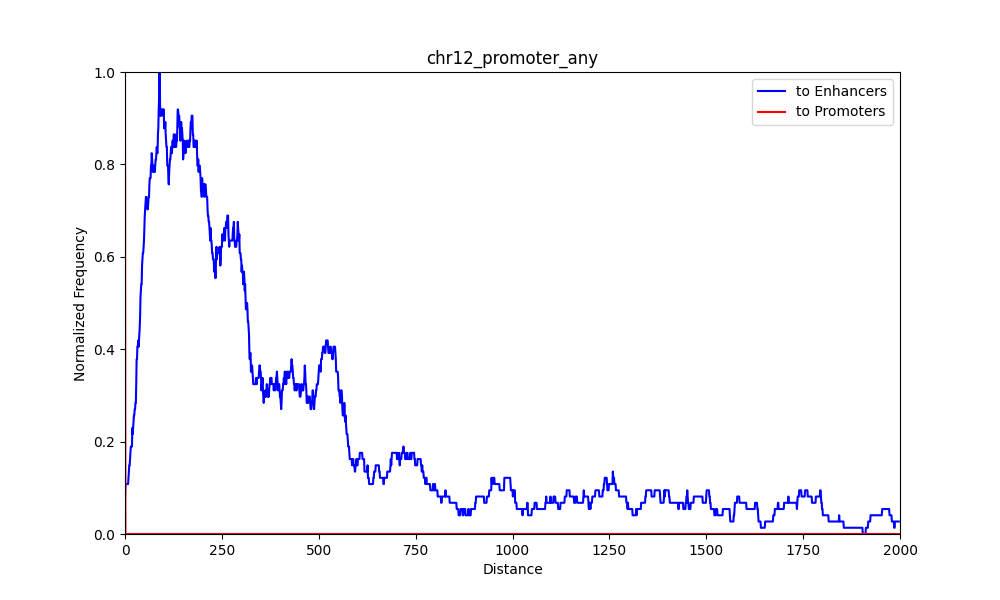 chr12_promoter_any
to Enhancers
to Promoters
Normalized Frequency
1.0
0.8
0.6
0.4
0.2
0.0
0 250 500 750 1000 1250 1500 1750 2000
Distance